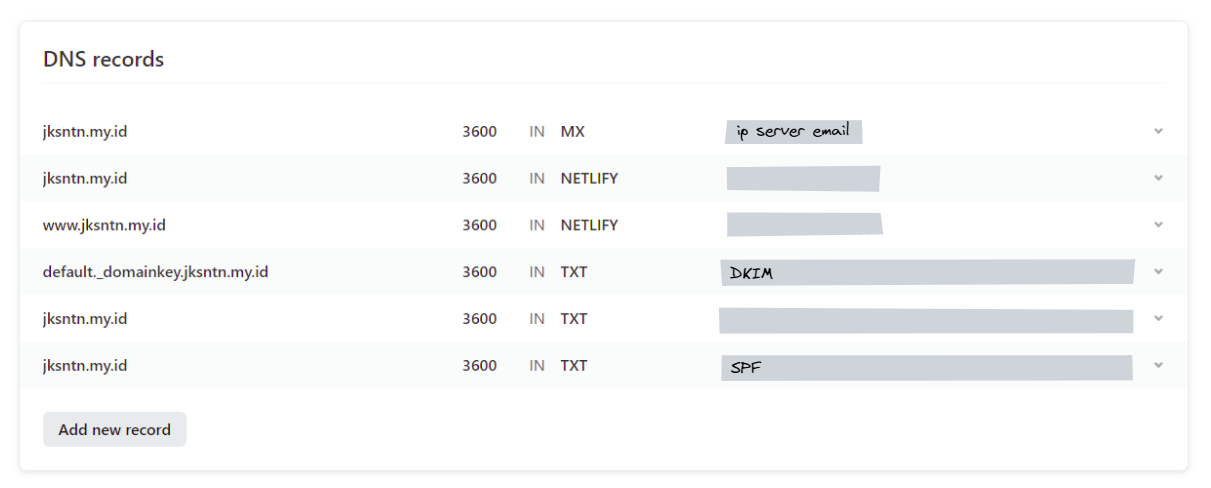 DNS records
jksntn.my.id 3600 IN MX ip server email
jksntn.my.id 3600 IN NETLIFY
www.jksntn.my.id 3600 IN NETLIFY
default._domainkey.jksntn.my.id 3600 IN TXT DKIM
jksntn.my.id 3600 IN TXT
jksntn.my.id 3600 IN TXT SPF
Add new record